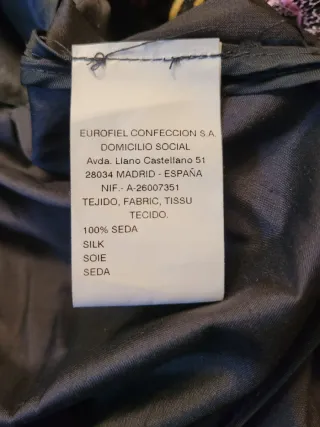 EUROFIEL CONFECCION S.A.
DOMICILIO SOCIAL
Avda. Llano Castellano 51
28034 MADRID - ESPAÑA
NIF.- A-26007351
TEJIDO, FABRIC, TISSU
TECIDO.
100% SEDA
SILK
SOIE
SEDA